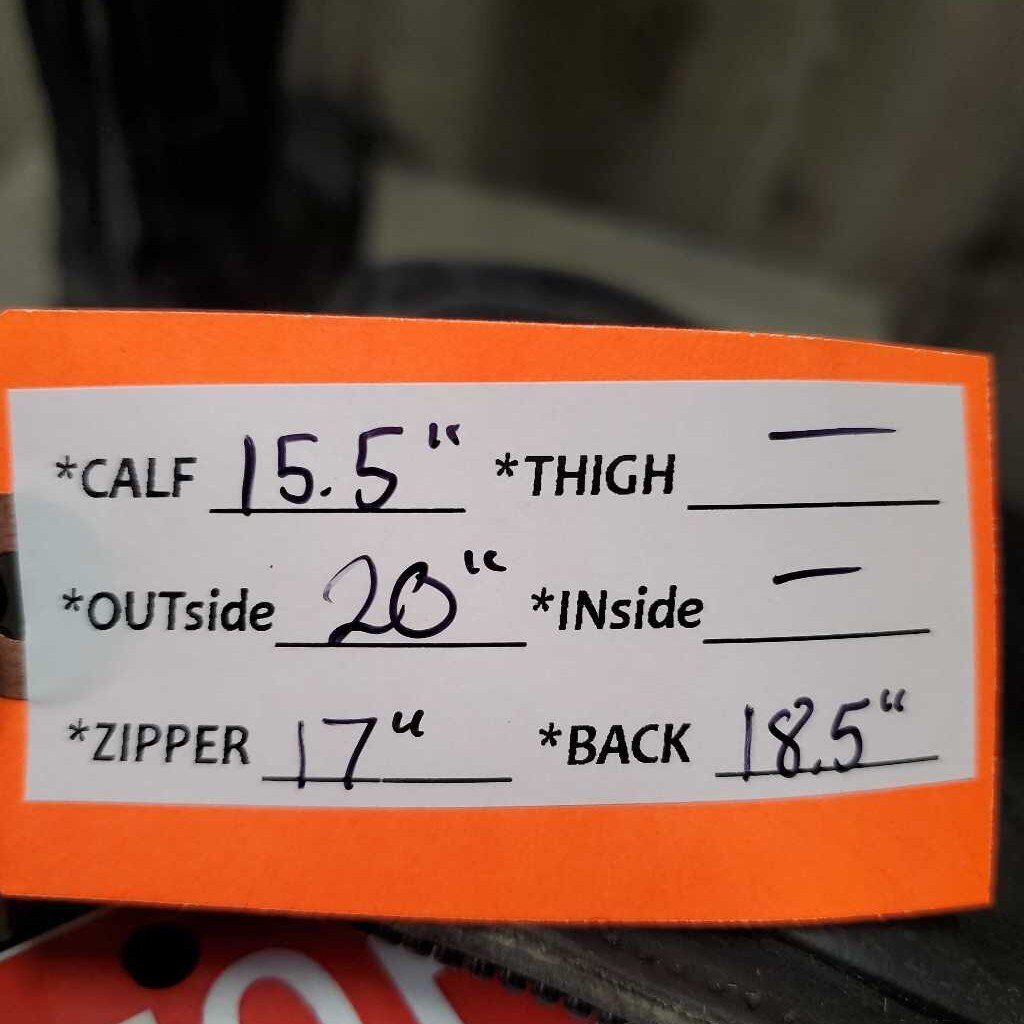 *CALF 15.5" *THIGH —
*OUTside 20" *INside —
*ZIPPER 17" *BACK 18.5"